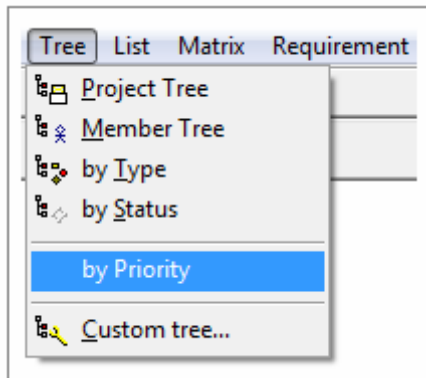 Tree List Matrix Requirement
Project Tree
Member Tree
by Type
by Status
by Priority
Custom tree...